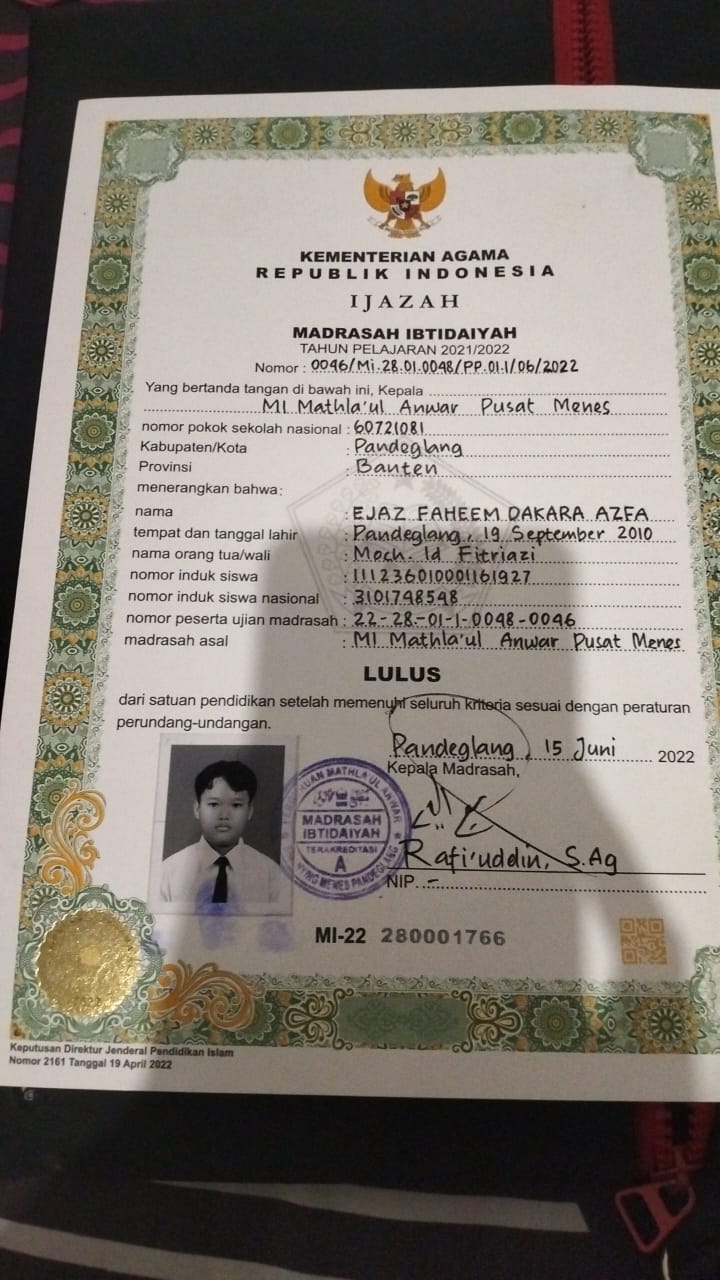 KEMENTERIAN AGAMA
REPUBLIK INDONESIA
IJAZAH
MADRASAH IBTIDAIYAH
TAHUN PELAJARAN 2021/2022
Nomor : 0046/Mi.28.01.0048/PP.01.1/06/2022
Yang bertanda tangan di bawah ini, Kepala
MI Mathla'ul Anwar Pusat Menes
nomor pokok sekolah nasional : 60721081
Kabupaten/Kota : Pandeglang
Provinsi : Banten
menerangkan bahwa:
nama : EJAZ FAHEEM DAKARA AZFA
tempat dan tanggal lahir : Pandeglang, 19 September 2010
nama orang tua/wali : Moch. Id Fitriazi
nomor induk siswa : 111236010001161927
nomor induk siswa nasional : 3101748548
nomor peserta ujian madrasah : 22-28-01-1-0048-0046
madrasah asal : MI Mathla'ul Anwar Pusat Menes
LULUS
dari satuan pendidikan setelah memenuhi seluruh kriteria sesuai dengan peraturan
perundang-undangan.
Pandeglang, 15 Juni 2022
Kepala Madrasah,
MATHLA'UL ANWAR
MADRASAH
IBTIDAIYAH
TERAKREDITASI
A
MENES PANDEGLANG
Rafi'uddin, S.Ag
NIP. -
MI-22 280001766
2022
Keputusan Direktur Jenderal Pendidikan Islam
Nomor 2161 Tanggal 19 April 2022